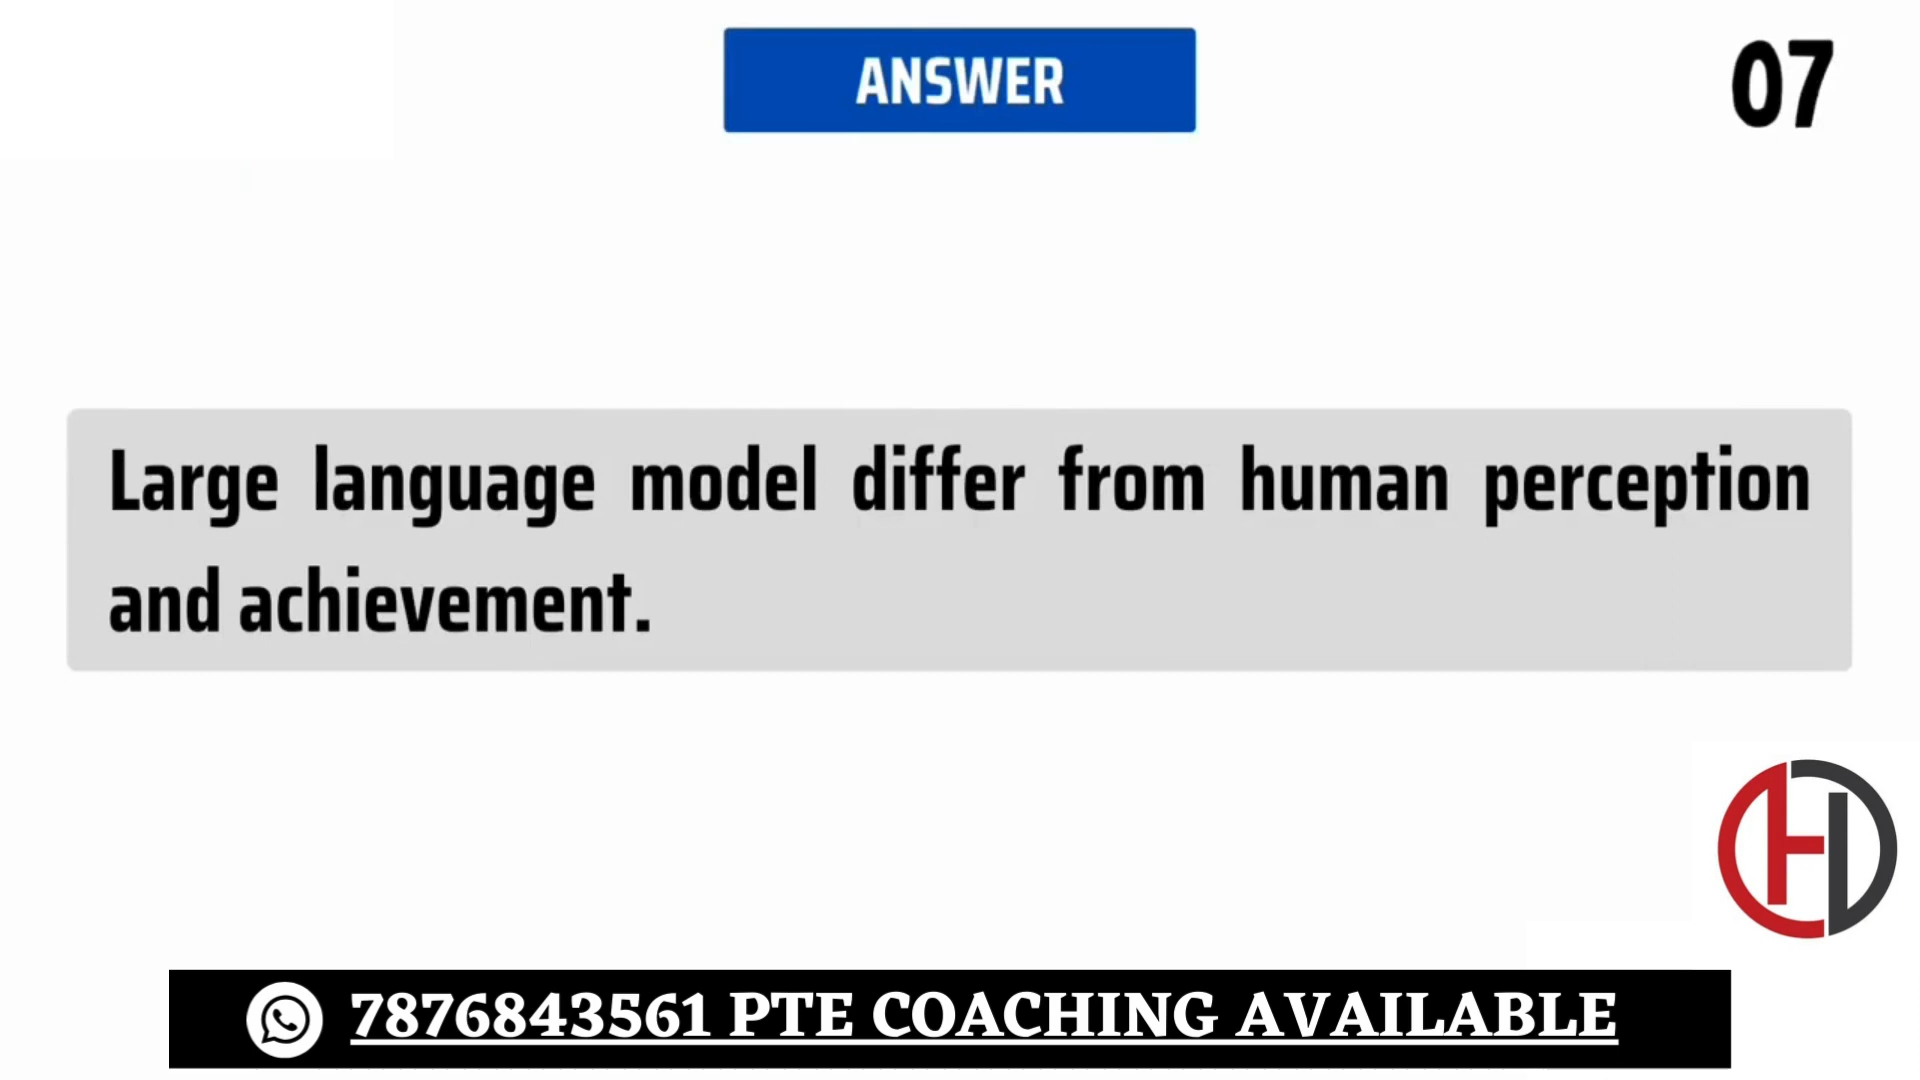 ANSWER
07
Large language model differ from human perception
and achievement.
7876843561 PTE COACHING AVAILABLE